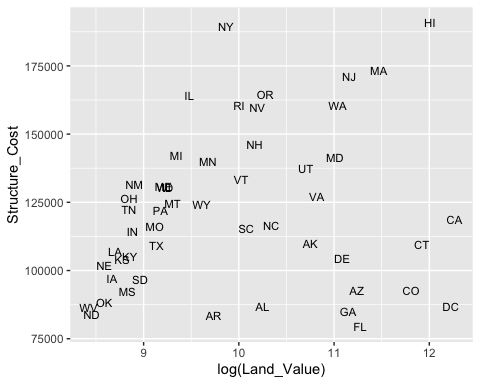 NY
HI
MA
NJ
175000
IL
OR
RI
NV
WA
150000
NH
MI
MN
MD
UT
VT
NM
ID
OH
MT
CT
VA
125000
TN
PA
CA
MO
IN
SC
NC
TX
AK
CT
LA
KY
KS
DE
IA
SD
100000
MS
AZ
CO
OK
WV
AL
DC
ND
AR
GA
FL
75000
9
10
11
12
log(Land_Value)
Structure_Cost